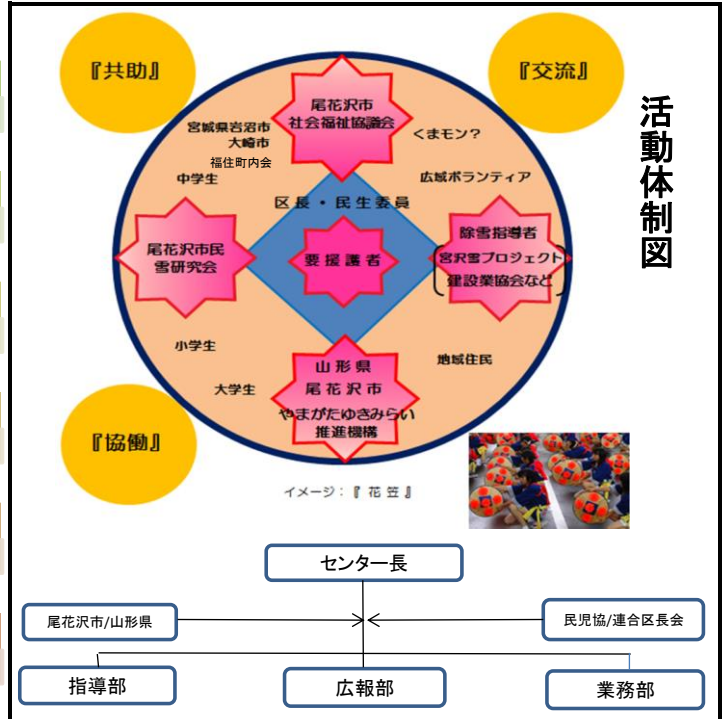 『共助』
『交流』
活動体制図
尾花沢市
社会福祉協議会
宮城県岩沼市
大崎市
福住町内会
中学生
くまモン?
広域ボランティア
区長・民生委員
尾花沢市民
雪研究会
要援護者
除雪指導者
宮沢雪プロジェクト
建設業協会など
小学生
大学生
山形県
尾花沢市
やまがたゆきみらい
推進機構
地域住民
『協働』
イメージ:『花笠』
センター長
尾花沢市/山形県
民児協/連合区長会
指導部
広報部
業務部